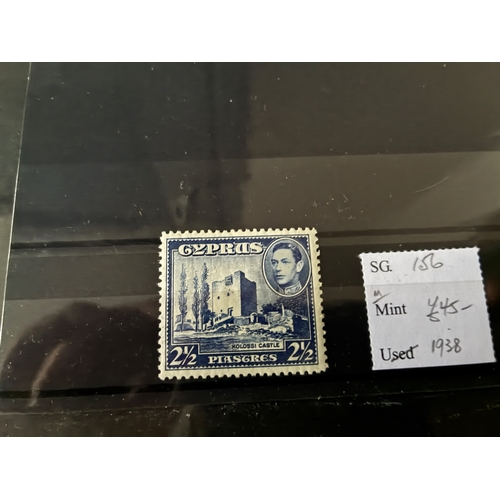 CYPRUS
KOLOSSI CASTLE
2½ PIASTRES 2½
SG. 156
Mint £45-
Used 1938